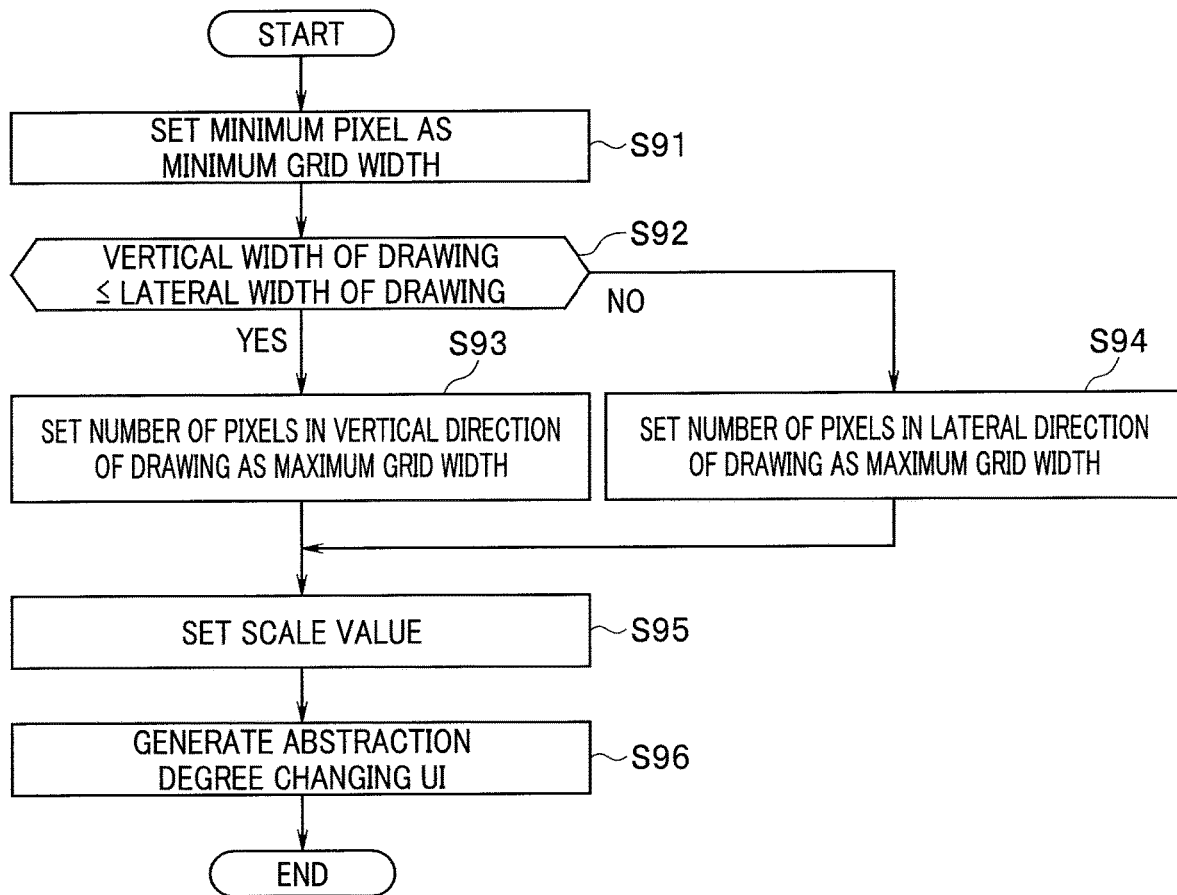 START
SET MINIMUM PIXEL AS
MINIMUM GRID WIDTH
S91
VERTICAL WIDTH OF DRAWING
≤ LATERAL WIDTH OF DRAWING
S92
NO
YES
S93
SET NUMBER OF PIXELS IN VERTICAL DIRECTION
OF DRAWING AS MAXIMUM GRID WIDTH
S94
SET NUMBER OF PIXELS IN LATERAL DIRECTION
OF DRAWING AS MAXIMUM GRID WIDTH
SET SCALE VALUE
S95
GENERATE ABSTRACTION
DEGREE CHANGING UI
S96
END